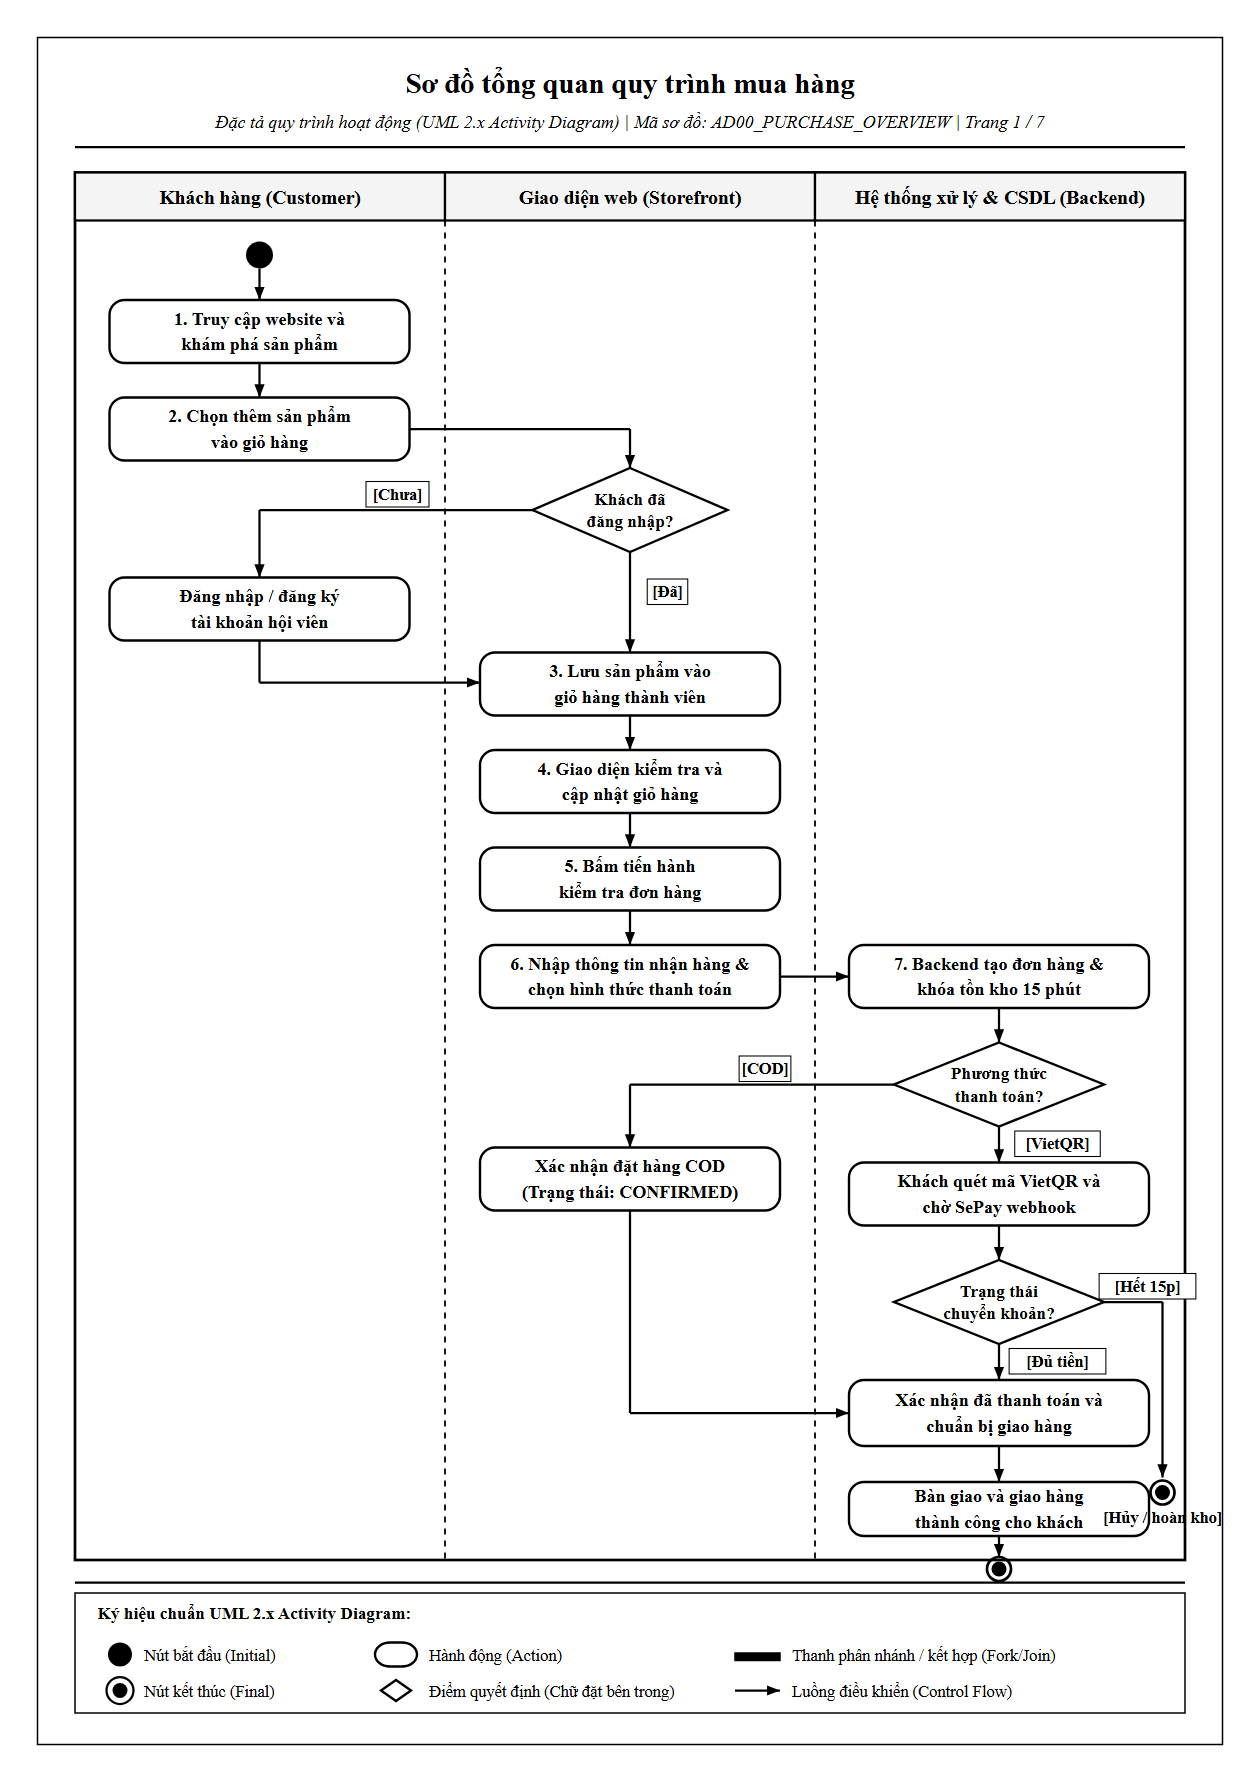 Sơ đồ tổng quan quy trình mua hàng
Đặc tả quy trình hoạt động (UML 2.x Activity Diagram) | Mã sơ đồ: AD00_PURCHASE_OVERVIEW | Trang 1 / 7
Khách hàng (Customer)
Giao diện web (Storefront)
Hệ thống xử lý & CSDL (Backend)
1. Truy cập website và
khám phá sản phẩm
2. Chọn thêm sản phẩm
vào giỏ hàng
Khách đã
đăng nhập?
[Chưa]
[Đã]
Đăng nhập / đăng ký
tài khoản hội viên
3. Lưu sản phẩm vào
giỏ hàng thành viên
4. Giao diện kiểm tra và
cập nhật giỏ hàng
5. Bấm tiến hành
kiểm tra đơn hàng
6. Nhập thông tin nhận hàng &
chọn hình thức thanh toán
7. Backend tạo đơn hàng &
khóa tồn kho 15 phút
Phương thức
thanh toán?
[COD]
[VietQR]
Xác nhận đặt hàng COD
(Trạng thái: CONFIRMED)
Khách quét mã VietQR và
chờ SePay webhook
Trạng thái
chuyển khoản?
[Hết 15p]
[Đủ tiền]
Xác nhận đã thanh toán và
chuẩn bị giao hàng
Bàn giao và giao hàng
thành công cho khách
[Hủy / hoàn kho]
Ký hiệu chuẩn UML 2.x Activity Diagram:
Nút bắt đầu (Initial)
Hành động (Action)
Thanh phân nhánh / kết hợp (Fork/Join)
Nút kết thúc (Final)
Điểm quyết định (Chữ đặt bên trong)
Luồng điều khiển (Control Flow)